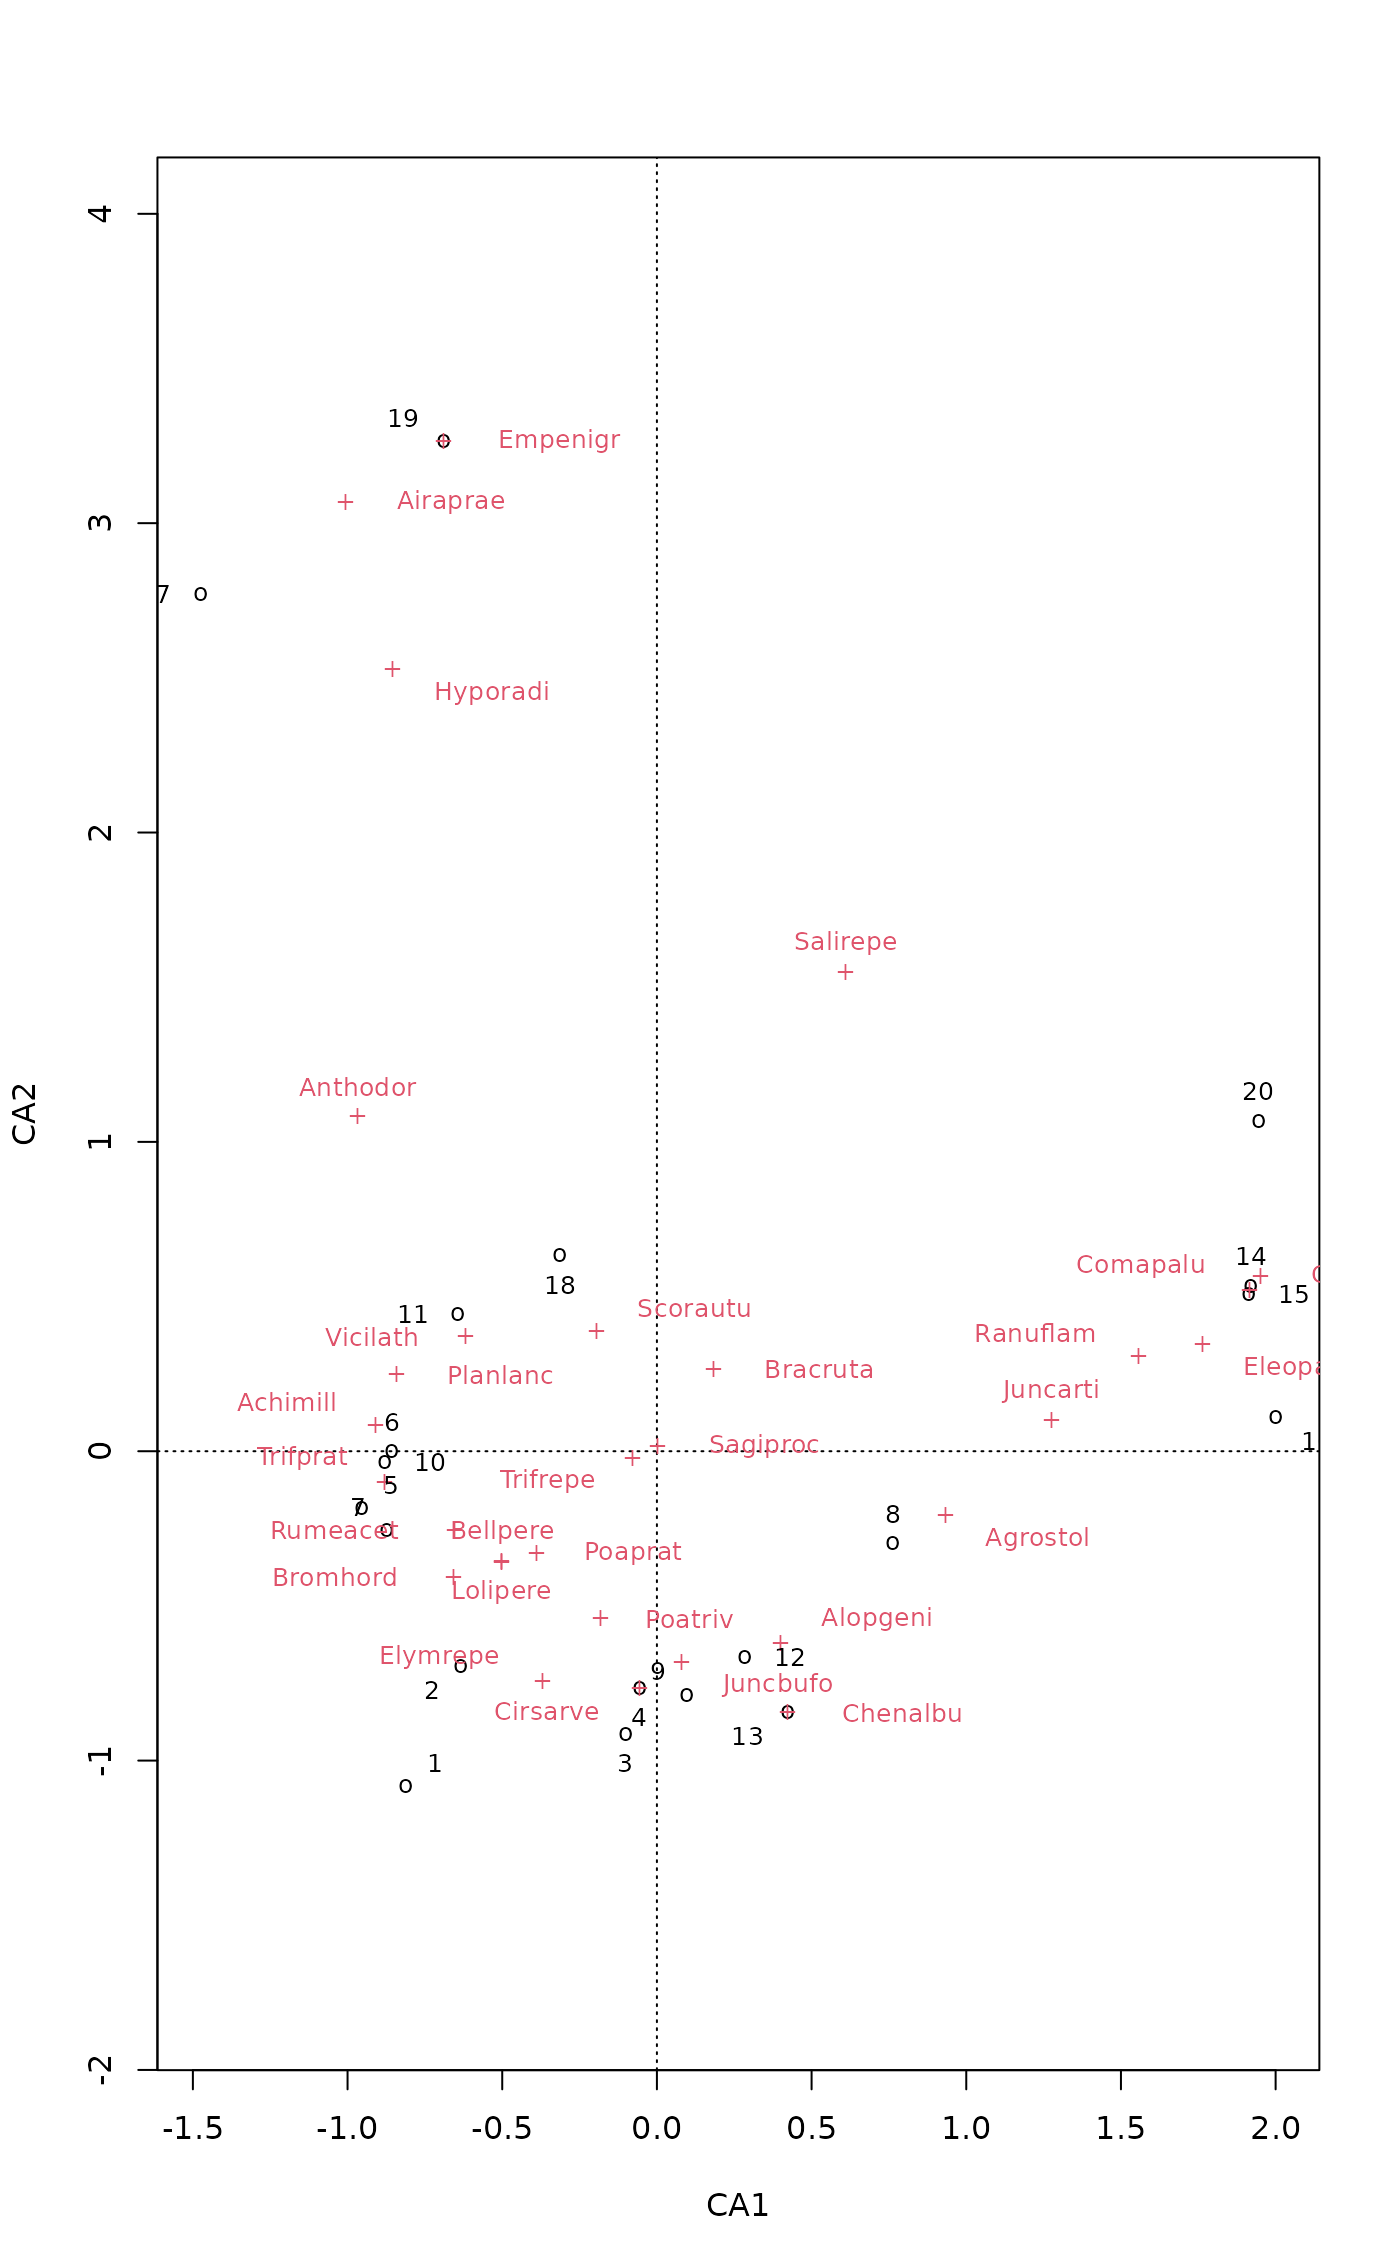 4
19
Empenigr
Airaprae
3
7
Hyporadi
2
Salirepe
Anthodor
20
CA2
1
14
Comapalu
15
18
Scorautu
11
Vicilath
Ranuflam
Planlanc
Bracruta
Eleopa
Juncarti
Achimill
6
1
0
Sagiproc
Trifprat
10
Trifrepe
5
7
8
Rumeacet
Bellpere
Agrostol
Poaprat
Bromhord
Lolipere
Poatriv
Alopgeni
Elymrepe
9
12
2
Juncbufo
Cirsarve
4
Chenalbu
13
-1
1
3
-2
-1.5 -1.0 -0.5 0.0 0.5 1.0 1.5 2.0
CA1